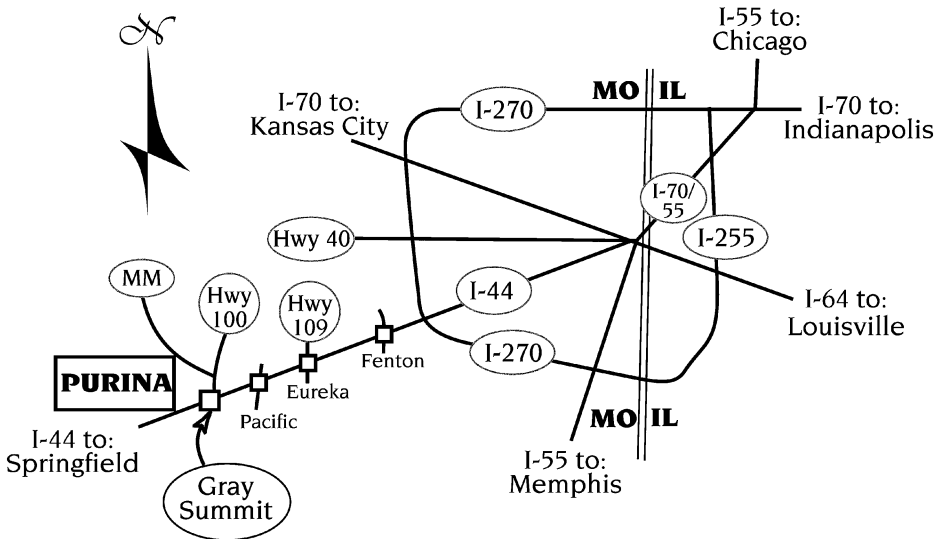 N
I-55 to:
Chicago
MO IL
I-70 to:
Kansas City
I-270
I-70 to:
Indianapolis
I-70/
55
Hwy 40
I-255
MM
Hwy
100
Hwy
109
I-44
I-64 to:
Louisville
Fenton
I-270
PURINA
Eureka
Pacific
MO IL
I-44 to:
Springfield
I-55 to:
Memphis
Gray
Summit